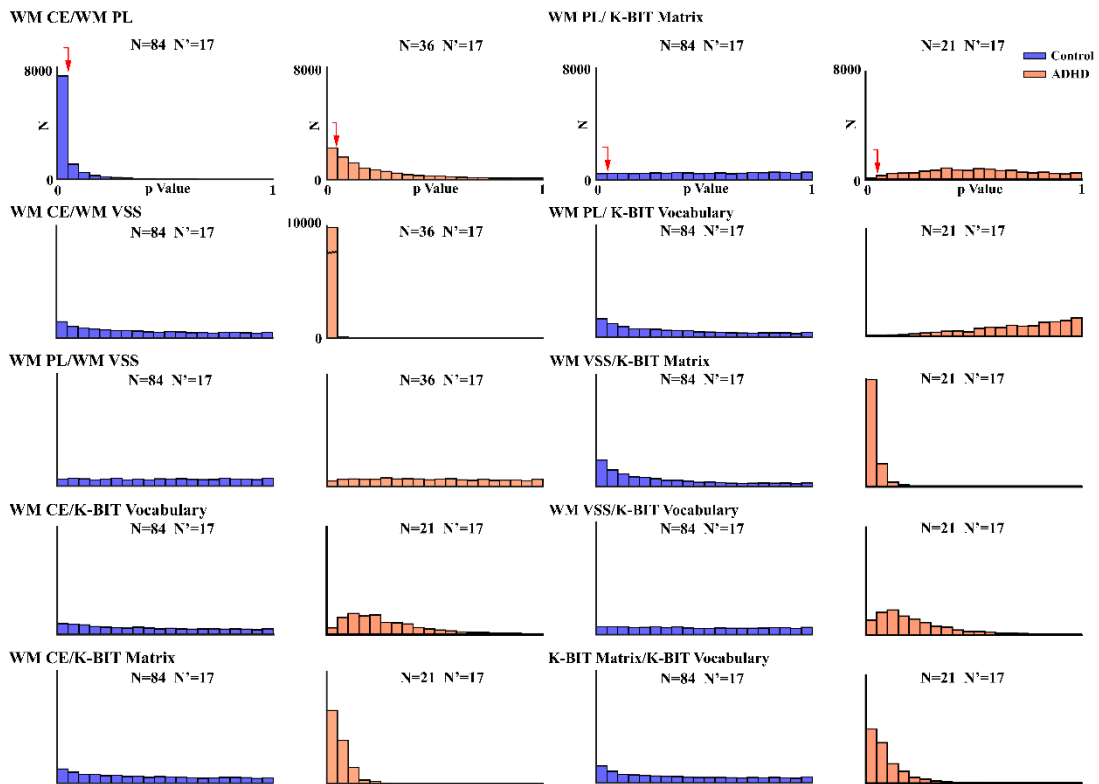 WM CE/WM PL
WM PL/ K-BIT Matrix
N=84 N'=17
N=36 N'=17
N=84 N'=17
N=21 N'=17
Control
ADHD
8000
8000
8000
8000
N
N
N
N
0
0
0
0
0 p Value 1
0 p Value 1
0 p Value 1
0 p Value 1
WM CE/WM VSS
WM PL/ K-BIT Vocabulary
N=84 N'=17
10000
N=36 N'=17
N=84 N'=17
N=21 N'=17
0
WM PL/WM VSS
WM VSS/K-BIT Matrix
N=84 N'=17
N=36 N'=17
N=84 N'=17
N=21 N'=17
WM CE/K-BIT Vocabulary
WM VSS/K-BIT Vocabulary
N=84 N'=17
N=21 N'=17
N=84 N'=17
N=21 N'=17
WM CE/K-BIT Matrix
K-BIT Matrix/K-BIT Vocabulary
N=84 N'=17
N=21 N'=17
N=84 N'=17
N=21 N'=17